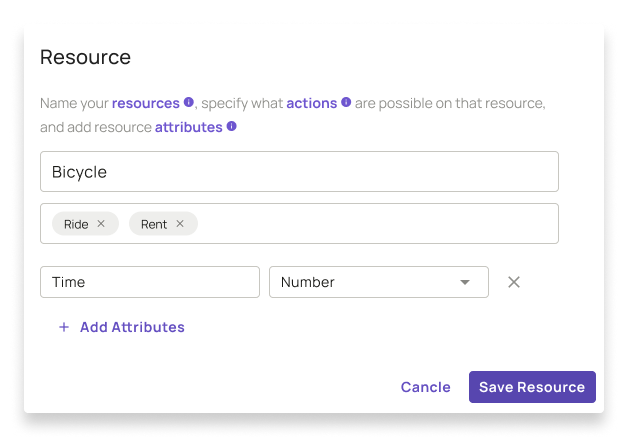 Resource
Name your resources, specify what actions are possible on that resource,
and add resource attributes
Bicycle
Ride × Rent ×
Time Number ×
+ Add Attributes
Cancle Save Resource